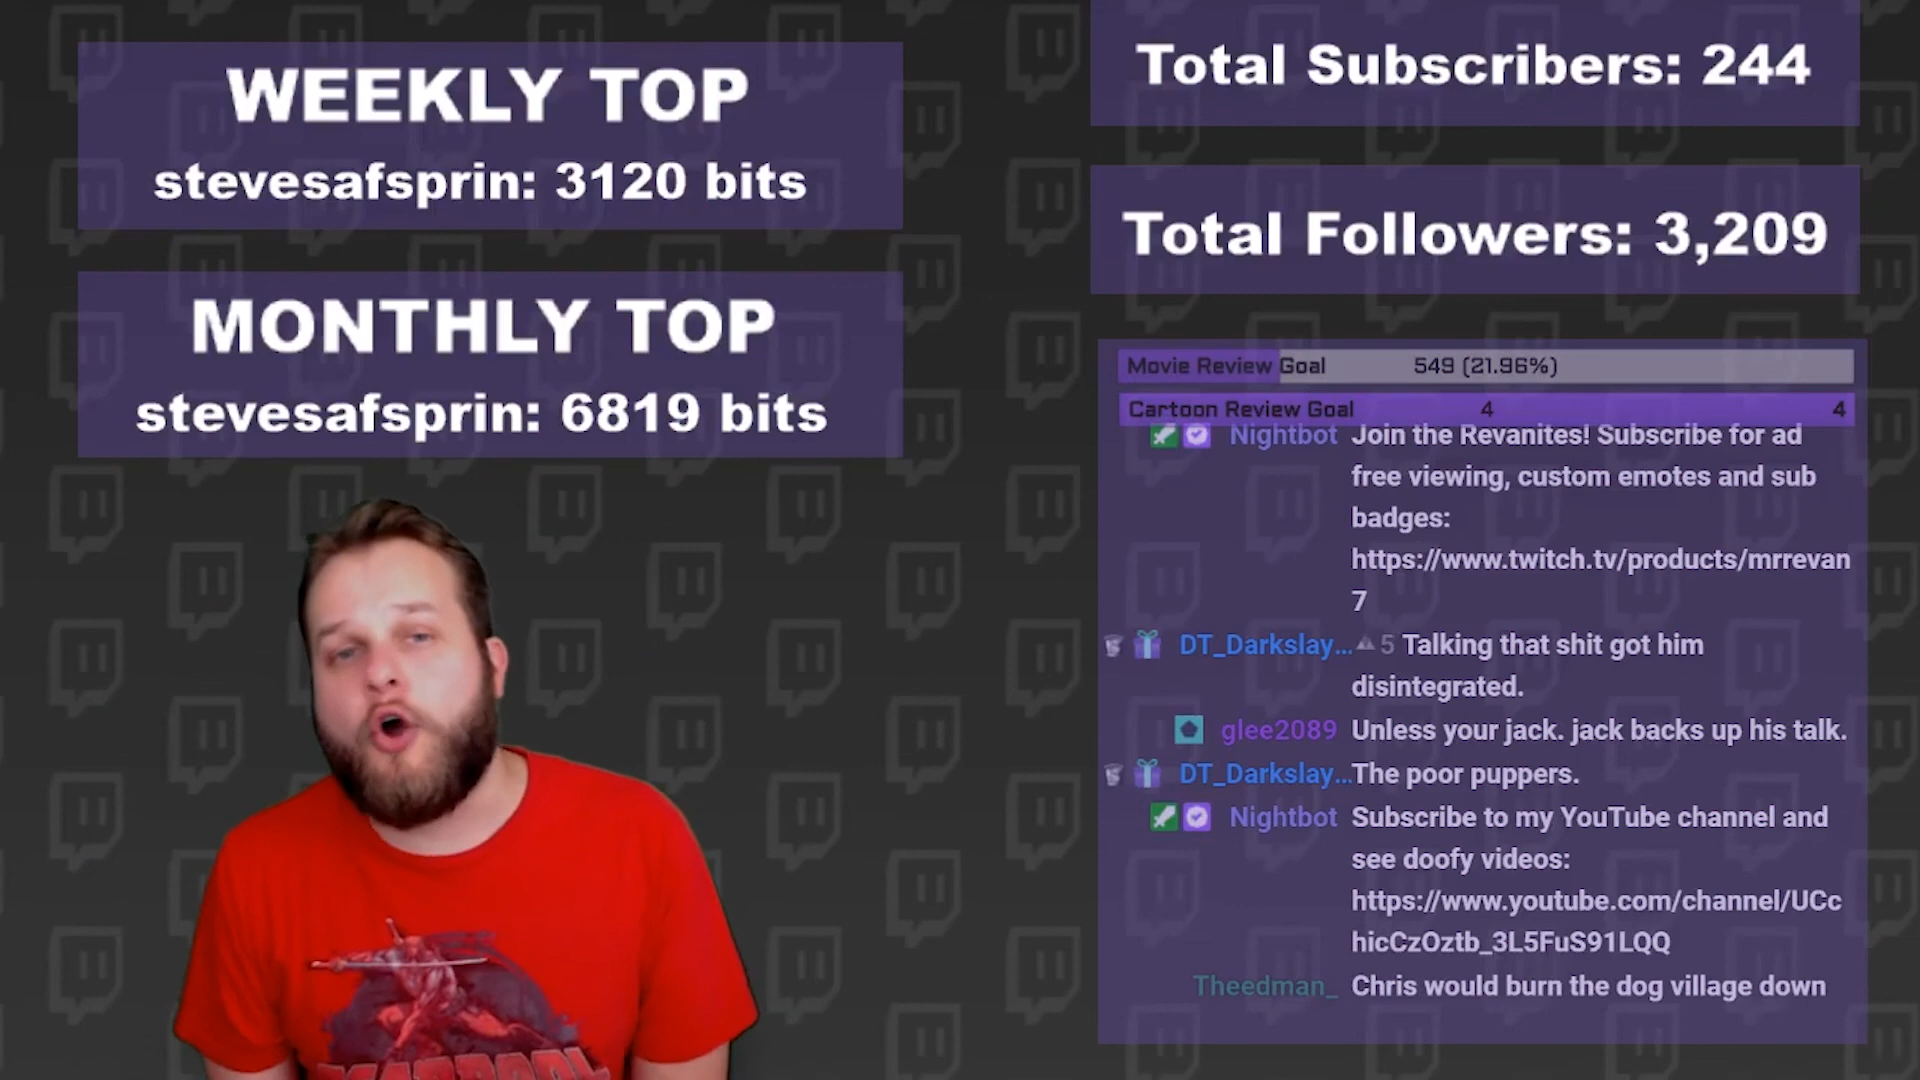 WEEKLY TOP
stevesafsprin: 3120 bits
MONTHLY TOP
stevesafsprin: 6819 bits
Total Subscribers: 244
Total Followers: 3,209
Movie Review Goal 549 (21.96%)
Cartoon Review Goal 4 4
Nightbot Join the Revanites! Subscribe for ad
free viewing, custom emotes and sub
badges:
https://www.twitch.tv/products/mrrevan
7
DT_Darkslay... 5 Talking that shit got him
disintegrated.
glee2089 Unless your jack. jack backs up his talk.
DT_Darkslay... The poor puppers.
Nightbot Subscribe to my YouTube channel and
see doofy videos:
https://www.youtube.com/channel/UCc
hicCzOztb_3L5FuS91LQQ
Theedman_ Chris would burn the dog village down
DEADPOOL